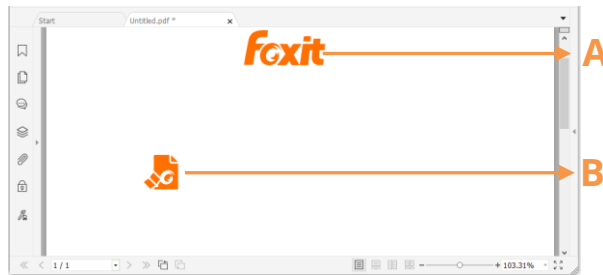 Start
Untitled.pdf *
Foxit
A
B
1 / 1
103.31%